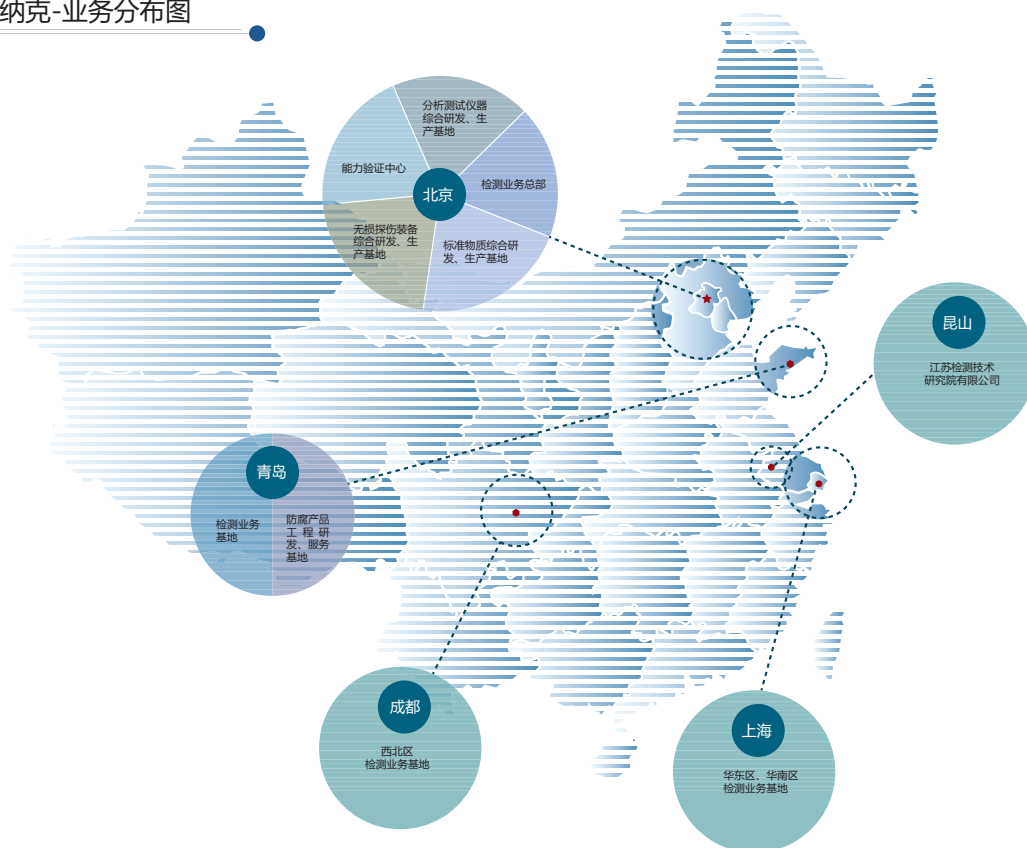 纳克-业务分布图
分析测试仪器
综合研发、生
产基地
能力验证中心
北京
检测业务总部
无损探伤装备
综合研发、生
产基地
标准物质综合研
发、生产基地
昆山
江苏检测技术
研究院有限公司
青岛
检测业务
基地
防腐产品
工程研
发、服务
基地
成都
西北区
检测业务基地
上海
华东区、华南区
检测业务基地